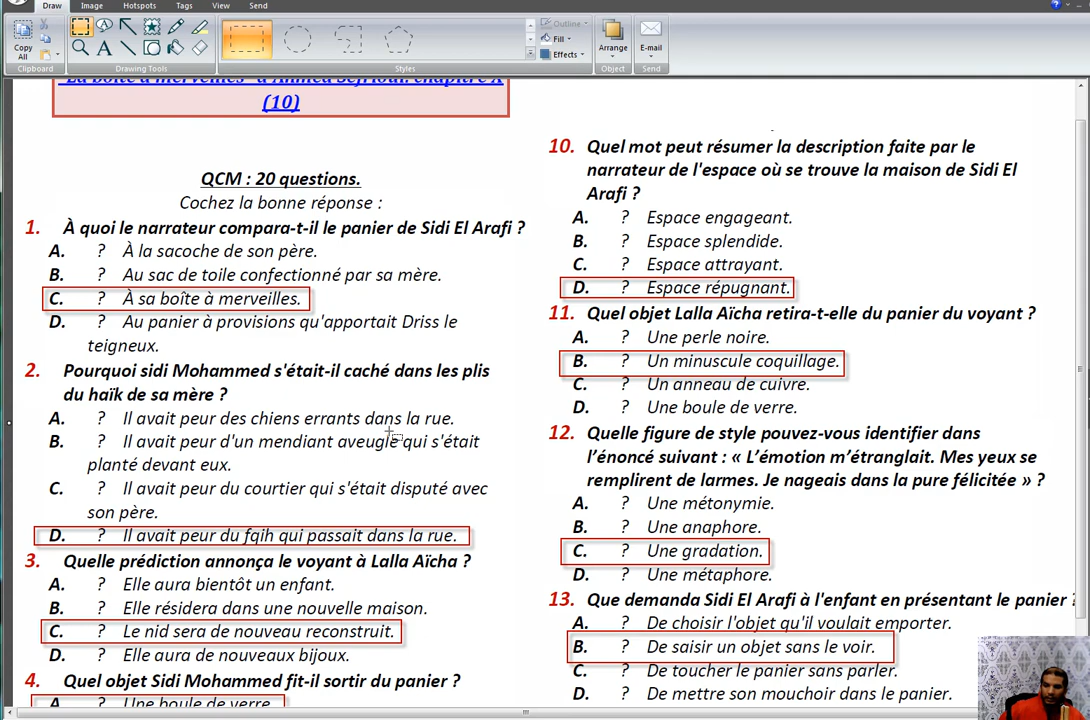 Draw Image Hotspots Tags View Send
Copy All
Clipboard
Drawing Tools
Styles
Outline
Fill
Effects
Arrange
Object
E-mail
Send
"La boîte à merveilles" d'Ahmed Sefrioui chapitre X
(10)
QCM : 20 questions.
Cochez la bonne réponse :
1. À quoi le narrateur compara-t-il le panier de Sidi El Arafi ?
A. ? À la sacoche de son père.
B. ? Au sac de toile confectionné par sa mère.
C. ? À sa boîte à merveilles.
D. ? Au panier à provisions qu'apportait Driss le
teigneux.
2. Pourquoi sidi Mohammed s'était-il caché dans les plis
du haïk de sa mère ?
A. ? Il avait peur des chiens errants dans la rue.
B. ? Il avait peur d'un mendiant aveugle qui s'était
planté devant eux.
C. ? Il avait peur du courtier qui s'était disputé avec
son père.
D. ? Il avait peur du fqih qui passait dans la rue.
3. Quelle prédiction annonça le voyant à Lalla Aïcha ?
A. ? Elle aura bientôt un enfant.
B. ? Elle résidera dans une nouvelle maison.
C. ? Le nid sera de nouveau reconstruit.
D. ? Elle aura de nouveaux bijoux.
4. Quel objet Sidi Mohammed fit-il sortir du panier ?
A. ? Une boule de verre.
10. Quel mot peut résumer la description faite par le
narrateur de l'espace où se trouve la maison de Sidi El
Arafi ?
A. ? Espace engageant.
B. ? Espace splendide.
C. ? Espace attrayant.
D. ? Espace répugnant.
11. Quel objet Lalla Aïcha retira-t-elle du panier du voyant ?
A. ? Une perle noire.
B. ? Un minuscule coquillage.
C. ? Un anneau de cuivre.
D. ? Une boule de verre.
12. Quelle figure de style pouvez-vous identifier dans
l'énoncé suivant : « L'émotion m'étranglait. Mes yeux se
remplirent de larmes. Je nageais dans la pure félicitée » ?
A. ? Une métonymie.
B. ? Une anaphore.
C. ? Une gradation.
D. ? Une métaphore.
13. Que demanda Sidi El Arafi à l'enfant en présentant le panier ?
A. ? De choisir l'objet qu'il voulait emporter.
B. ? De saisir un objet sans le voir.
C. ? De toucher le panier sans parler.
D. ? De mettre son mouchoir dans le panier.